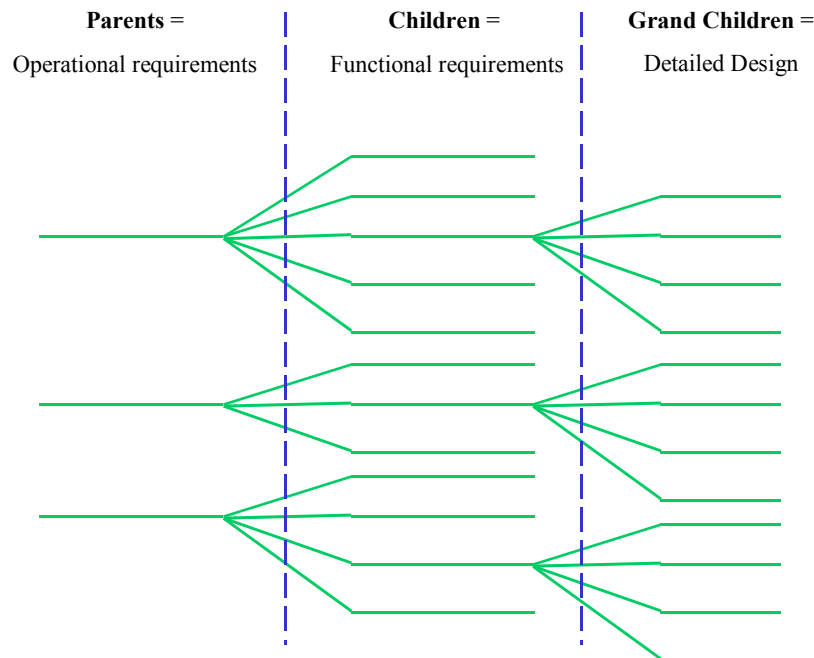 Parents =
Operational requirements
Children =
Functional requirements
Grand Children =
Detailed Design